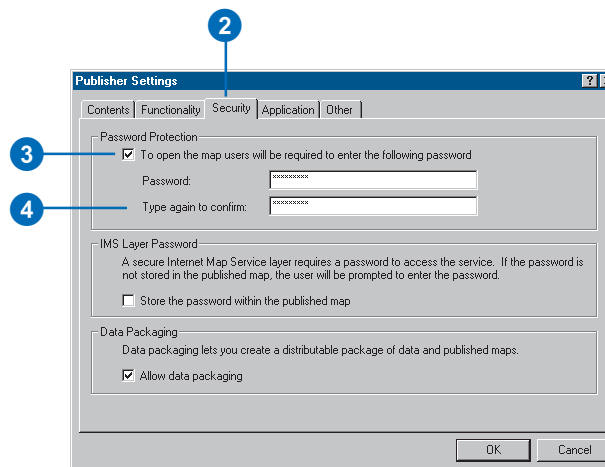 2
Publisher Settings
?
Contents Functionality Security Application Other
Password Protection
3
To open the map users will be required to enter the following password
Password: xxxxxxxxx
4
Type again to confirm: xxxxxxxxx
IMS Layer Password
A secure Internet Map Service layer requires a password to access the service. If the password is
not stored in the published map, the user will be prompted to enter the password.
Store the password within the published map
Data Packaging
Data packaging lets you create a distributable package of data and published maps.
Allow data packaging
OK Cancel